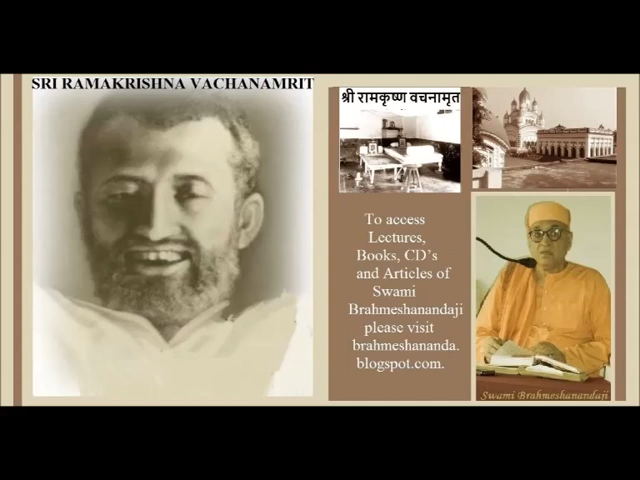 SRI RAMAKRISHNA VACHANAMRIT
श्री रामकृष्ण वचनामृत
To access
Lectures,
Books, CD's
and Articles of
Swami
Brahmeshanandaji
please visit
brahmeshananda.
blogspot.com.
Swami Brahmeshanandaji